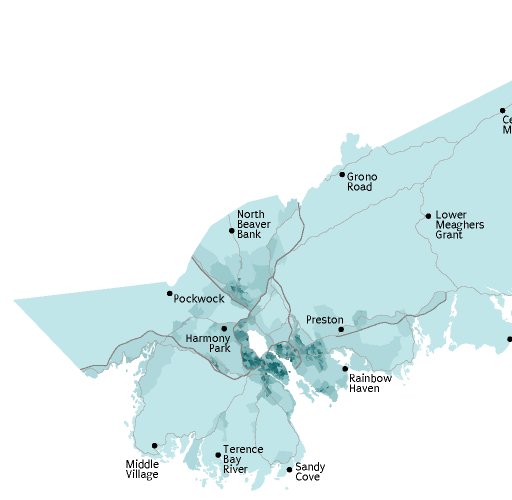 Grono
Road
North
Beaver
Bank
Lower
Meaghers
Grant
Pockwock
Preston
Harmony
Park
Rainbow
Haven
Middle
Village
Terence
Bay
River
Sandy
Cove